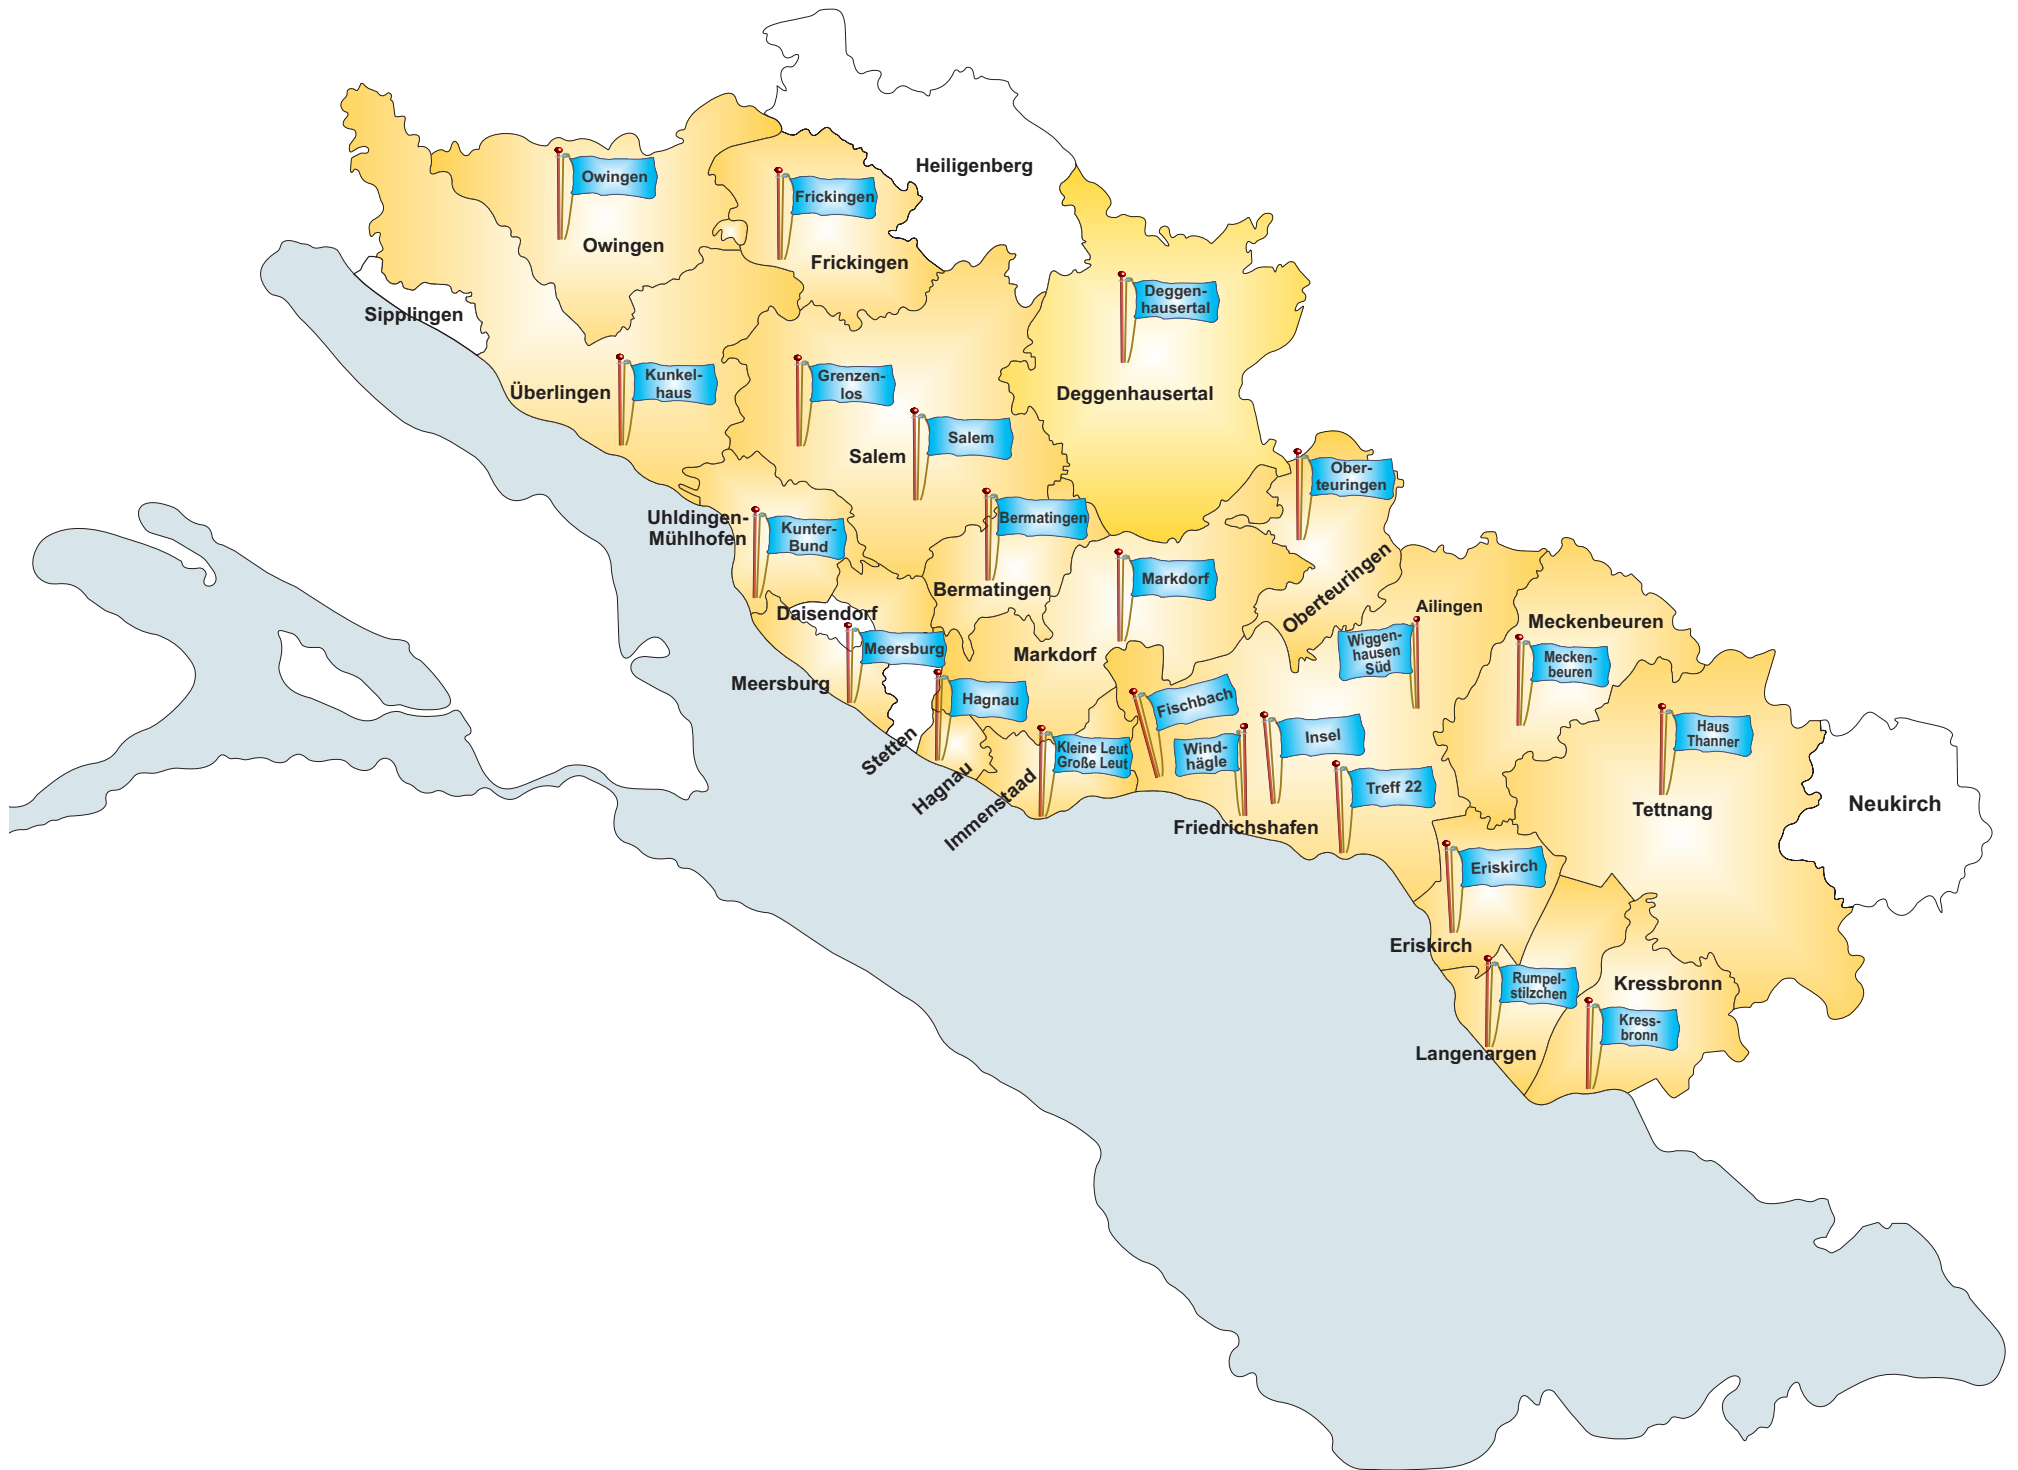 Heiligenberg
Owingen
Owingen
Frickingen
Frickingen
Deggen-
hausertal
Deggenhausertal
Sipplingen
Überlingen
Kunkel-
haus
Grenzen-
los
Salem
Salem
Ober-
teuringen
Oberteuringen
Uhldingen-
Mühlhofen
Kunter-
Bund
Bermatingen
Bermatingen
Markdorf
Markdorf
Daisendorf
Meersburg
Meersburg
Ailingen
Wiggen-
hausen
Süd
Meckenbeuren
Mecken-
beuren
Stetten
Hagnau
Hagnau
Immenstaad
Kleine Leut
Große Leut
Fischbach
Wind-
hägle
Insel
Treff 22
Friedrichshafen
Haus
Thanner
Tettnang
Neukirch
Eriskirch
Eriskirch
Rumpel-
stilzchen
Langenargen
Kressbronn
Kress-
bronn